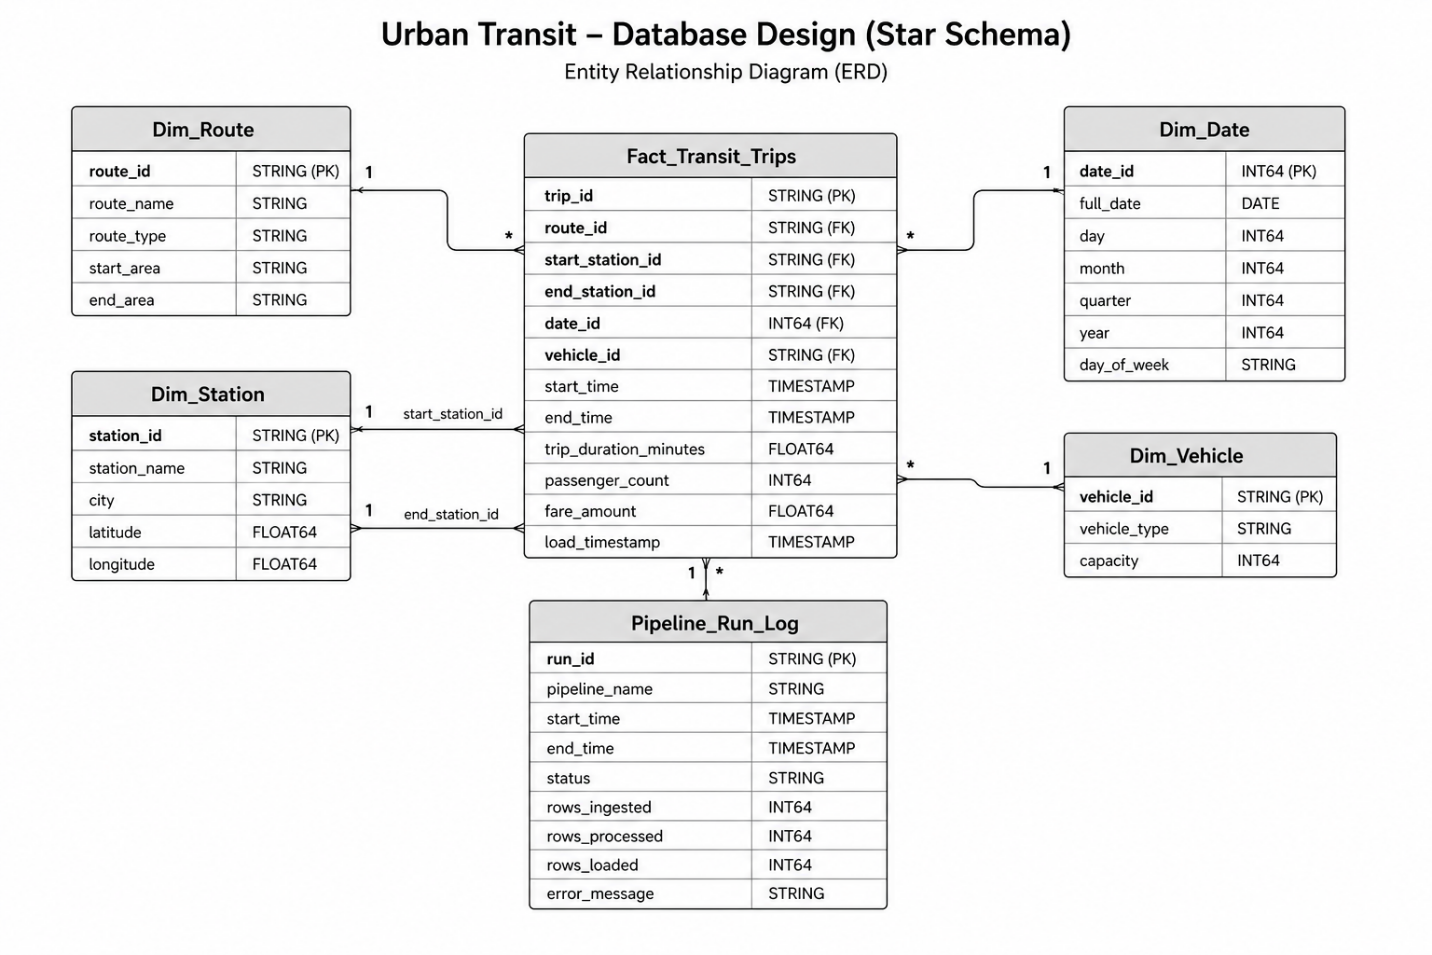 Urban Transit – Database Design (Star Schema)
Entity Relationship Diagram (ERD)
Dim_Route
route_id STRING (PK)
route_name STRING
route_type STRING
start_area STRING
end_area STRING
1
*
Dim_Station
station_id STRING (PK)
station_name STRING
city STRING
latitude FLOAT64
longitude FLOAT64
1 start_station_id
1 end_station_id
Fact_Transit_Trips
trip_id STRING (PK)
route_id STRING (FK)
start_station_id STRING (FK)
end_station_id STRING (FK)
date_id INT64 (FK)
vehicle_id STRING (FK)
start_time TIMESTAMP
end_time TIMESTAMP
trip_duration_minutes FLOAT64
passenger_count INT64
fare_amount FLOAT64
load_timestamp TIMESTAMP
1 *
Pipeline_Run_Log
run_id STRING (PK)
pipeline_name STRING
start_time TIMESTAMP
end_time TIMESTAMP
status STRING
rows_ingested INT64
rows_processed INT64
rows_loaded INT64
error_message STRING
1
*
Dim_Date
date_id INT64 (PK)
full_date DATE
day INT64
month INT64
quarter INT64
year INT64
day_of_week STRING
* 1
Dim_Vehicle
vehicle_id STRING (PK)
vehicle_type STRING
capacity INT64